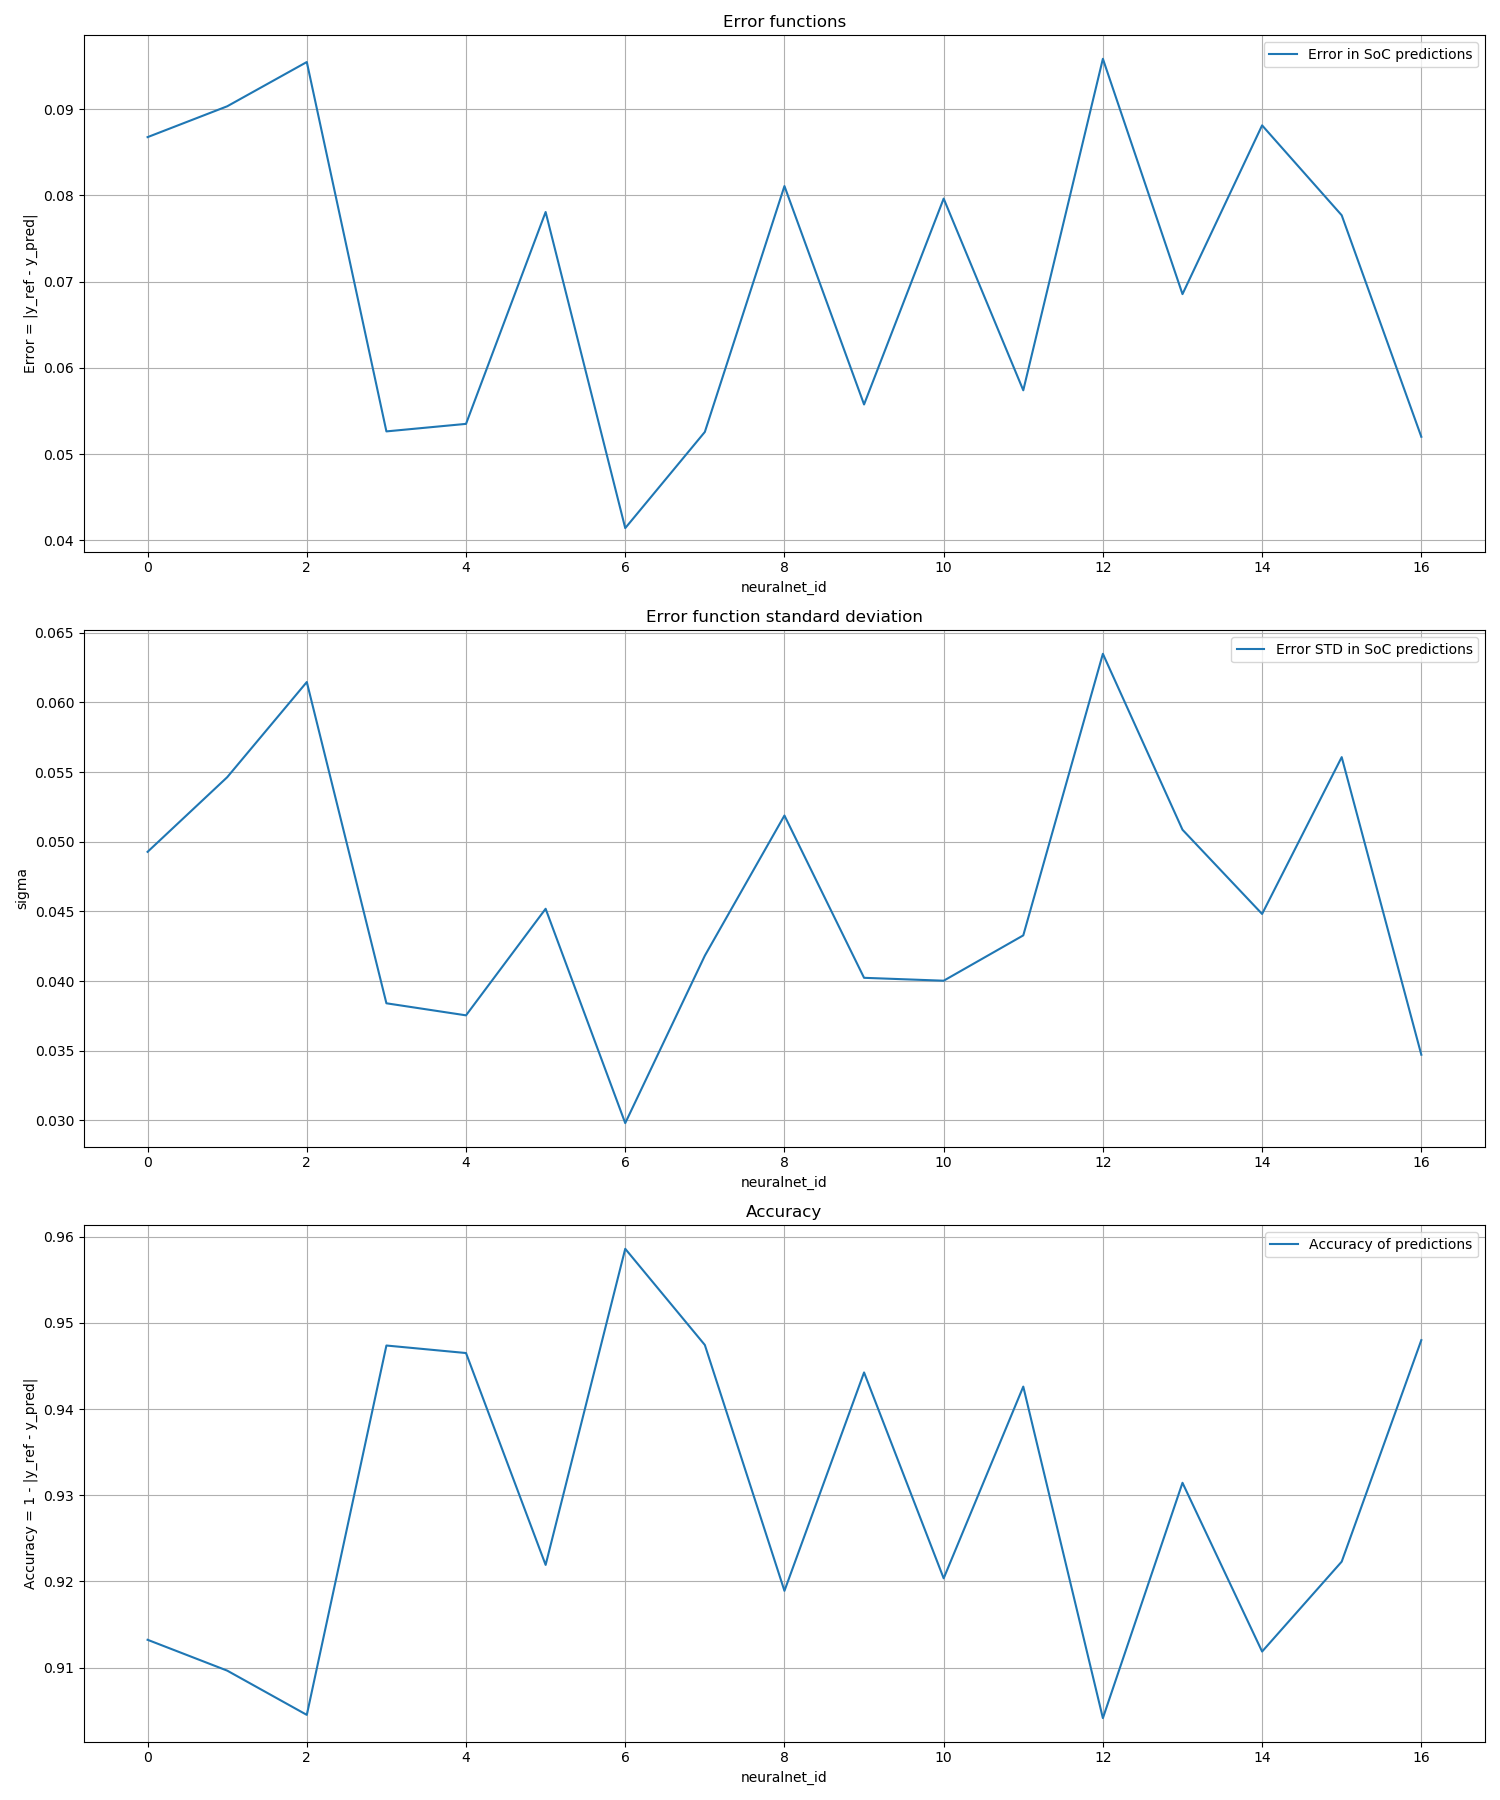 Error functions
Error in SoC predictions
0.09
0.08
0.07
0.06
0.05
0.04
Error = |y_ref - y_pred|
0 2 4 6 8 10 12 14 16
neuralnet_id
Error function standard deviation
Error STD in SoC predictions
0.065
0.060
0.055
0.050
0.045
0.040
0.035
0.030
sigma
0 2 4 6 8 10 12 14 16
neuralnet_id
Accuracy
Accuracy of predictions
0.96
0.95
0.94
0.93
0.92
0.91
Accuracy = 1 - |y_ref - y_pred|
0 2 4 6 8 10 12 14 16
neuralnet_id